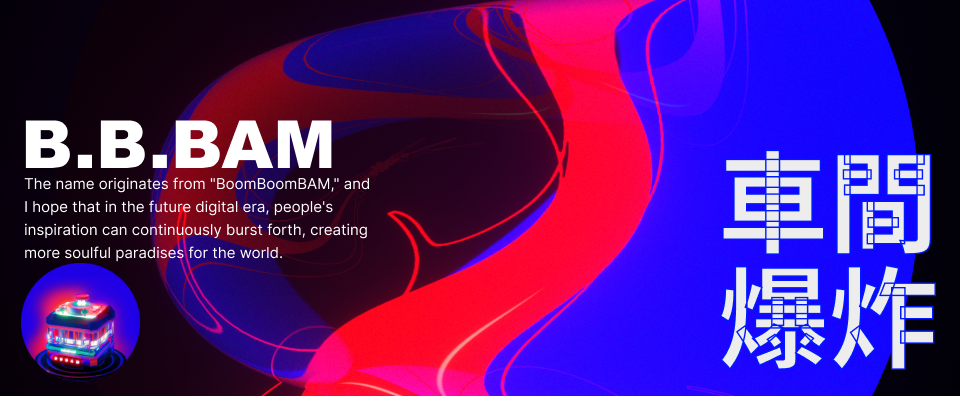 B.B.BAM
The name originates from "BoomBoomBAM," and
I hope that in the future digital era, people's
inspiration can continuously burst forth, creating
more soulful paradises for the world.
車間
爆炸